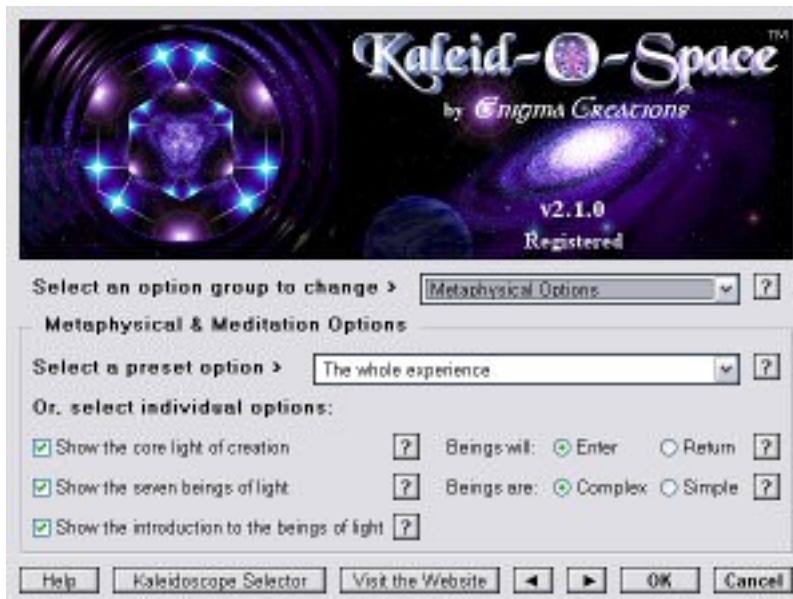 Kaleid-O-Space™
by Enigma Creations
v2.1.0
Registered
Select an option group to change > Metaphysical Options ?
Metaphysical & Meditation Options
Select a preset option > The whole experience ?
Or, select individual options:
Show the core light of creation ? Beings will: Enter Return ?
Show the seven beings of light ? Beings are: Complex Simple ?
Show the introduction to the beings of light ?
Help Kaleidoscope Selector Visit the Website OK Cancel